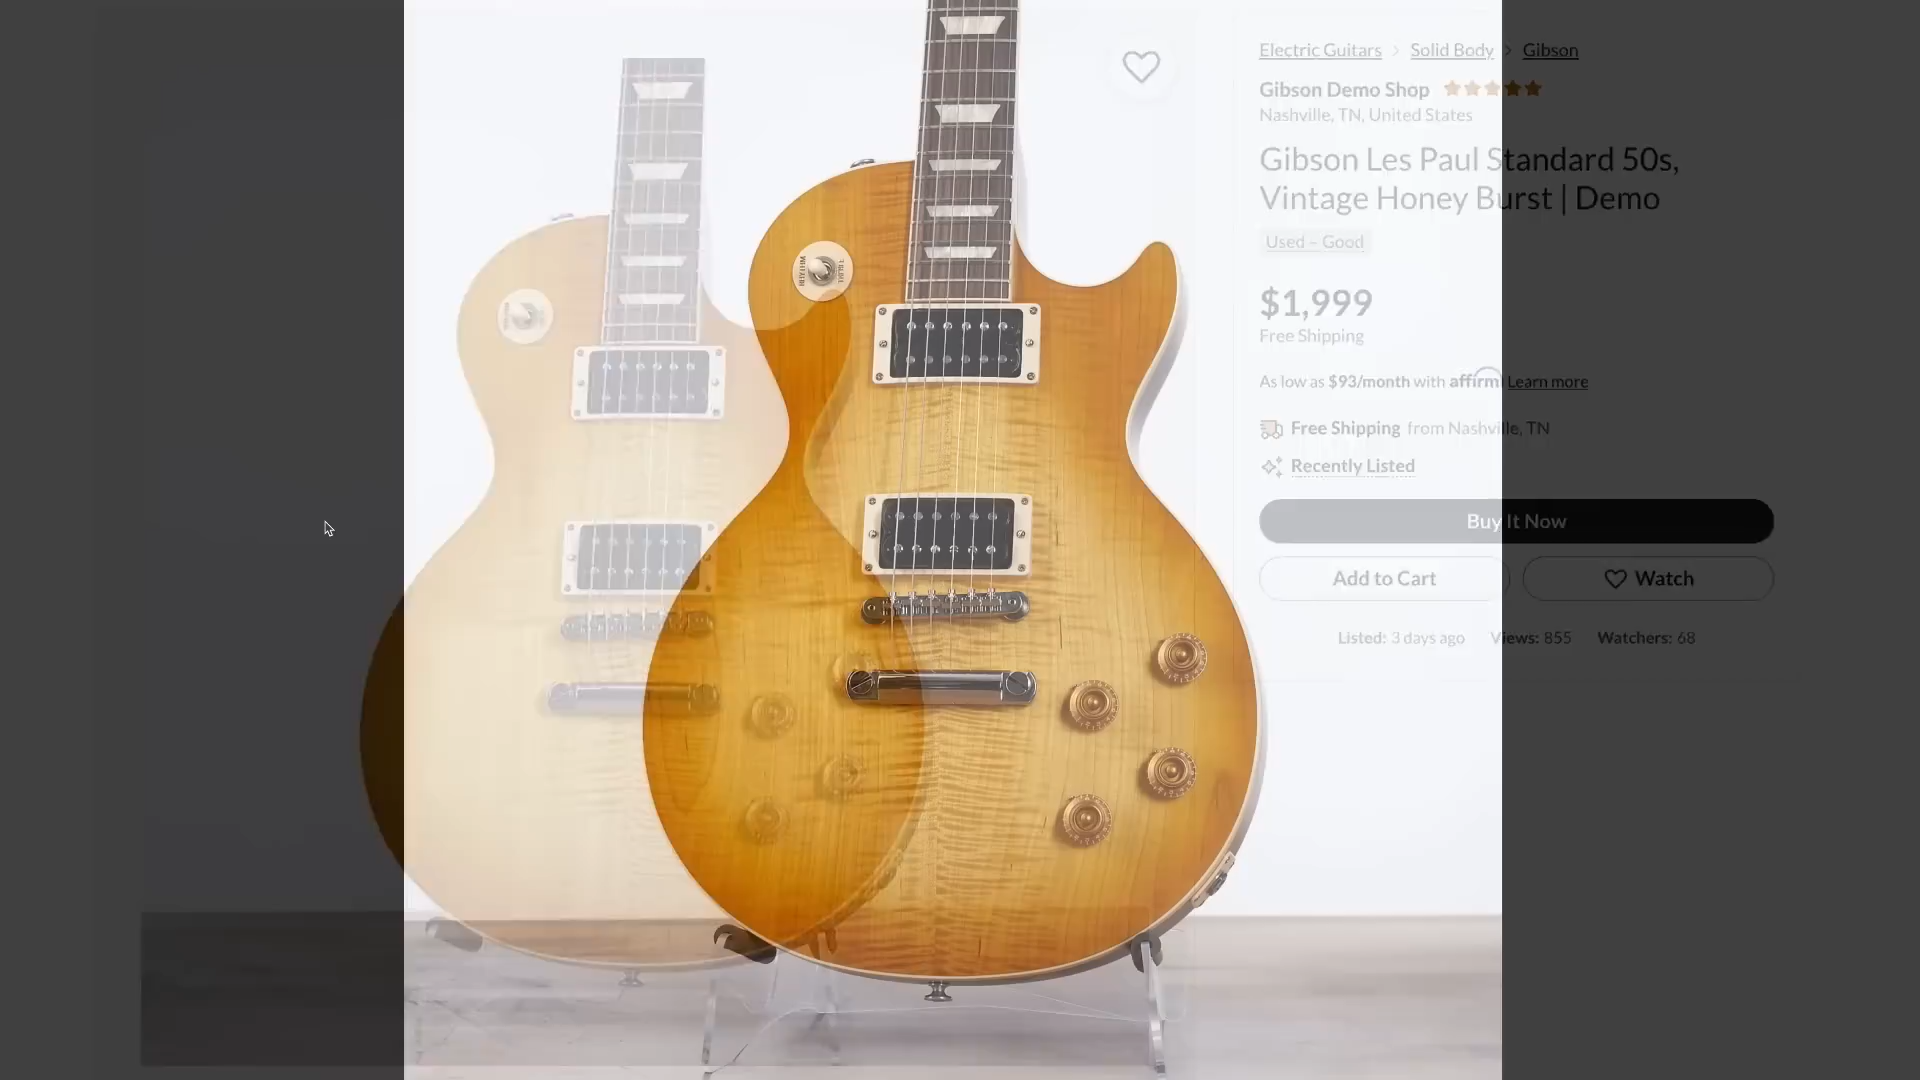 Electric Guitars > Solid Body > Gibson
Gibson Demo Shop
Nashville, TN, United States
Gibson Les Paul Standard 50s,
Vintage Honey Burst | Demo
Used – Good
$1,999
Free Shipping
As low as $93/month with affirm Learn more
Free Shipping from Nashville, TN
Recently Listed
Buy It Now
Add to Cart
Watch
Listed: 3 days ago Views: 855 Watchers: 68